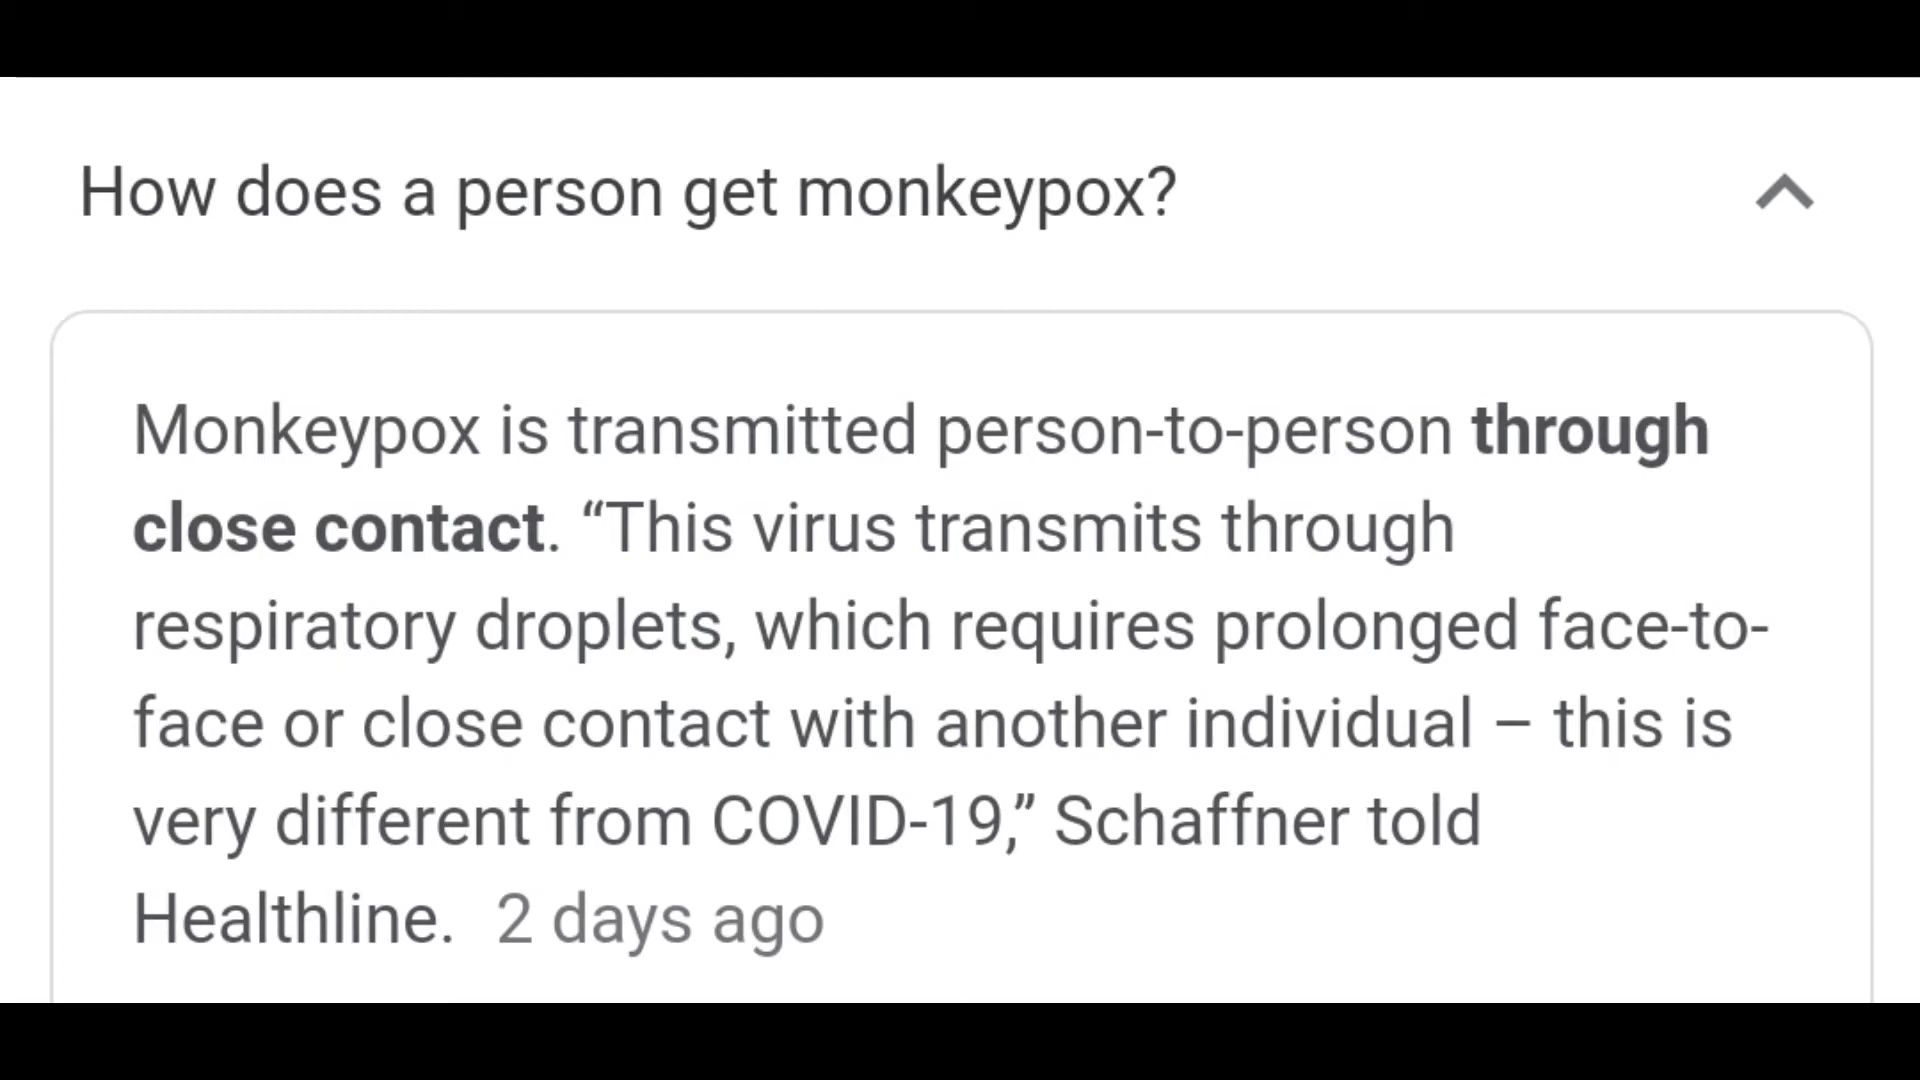 How does a person get monkeypox?
Monkeypox is transmitted person-to-person through
close contact. “This virus transmits through
respiratory droplets, which requires prolonged face-to-
face or close contact with another individual – this is
very different from COVID-19,” Schaffner told
Healthline. 2 days ago